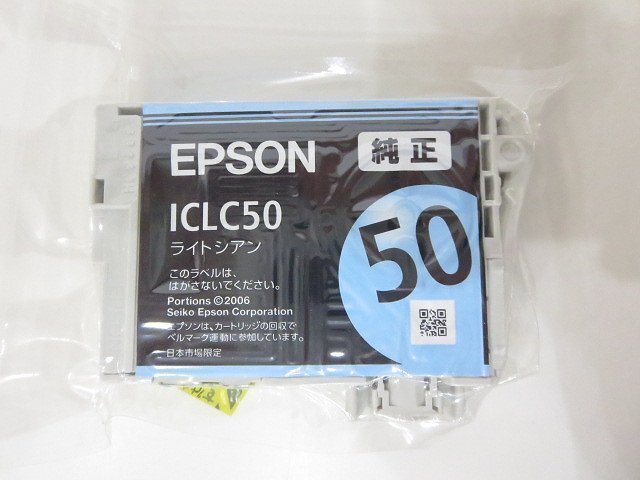 EPSON
純正
ICLC50
ライトシアン
50
このラベルは、
はがさないでください。
Portions ©2006
Seiko Epson Corporation
エプソンは、カートリッジの回収で
ベルマーク運動に参加しています。
日本市場限定